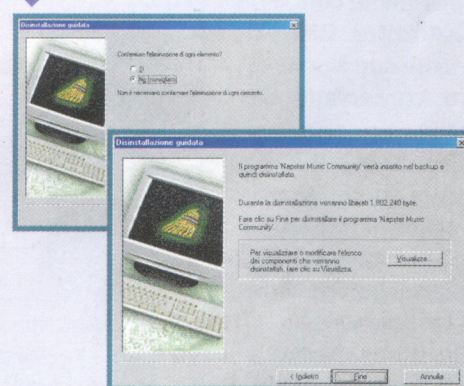 Disinstallazione guidata
Confermare l'eliminazione di ogni elemento?
Sì
No (consigliato)
Non è necessario confermare l'eliminazione di ogni elemento.
Disinstallazione guidata
Il programma 'Napster Music Community' verrà inserito nel backup e
quindi disinstallato.
Durante la disinstallazione verranno liberati 1,802,240 byte.
Fare clic su Fine per disinstallare il programma 'Napster Music
Community'.
Per visualizzare o modificare l'elenco
dei componenti che verranno
disinstallati, fare clic su Visualizza.
Visualizza...
< Indietro
Fine
Annulla